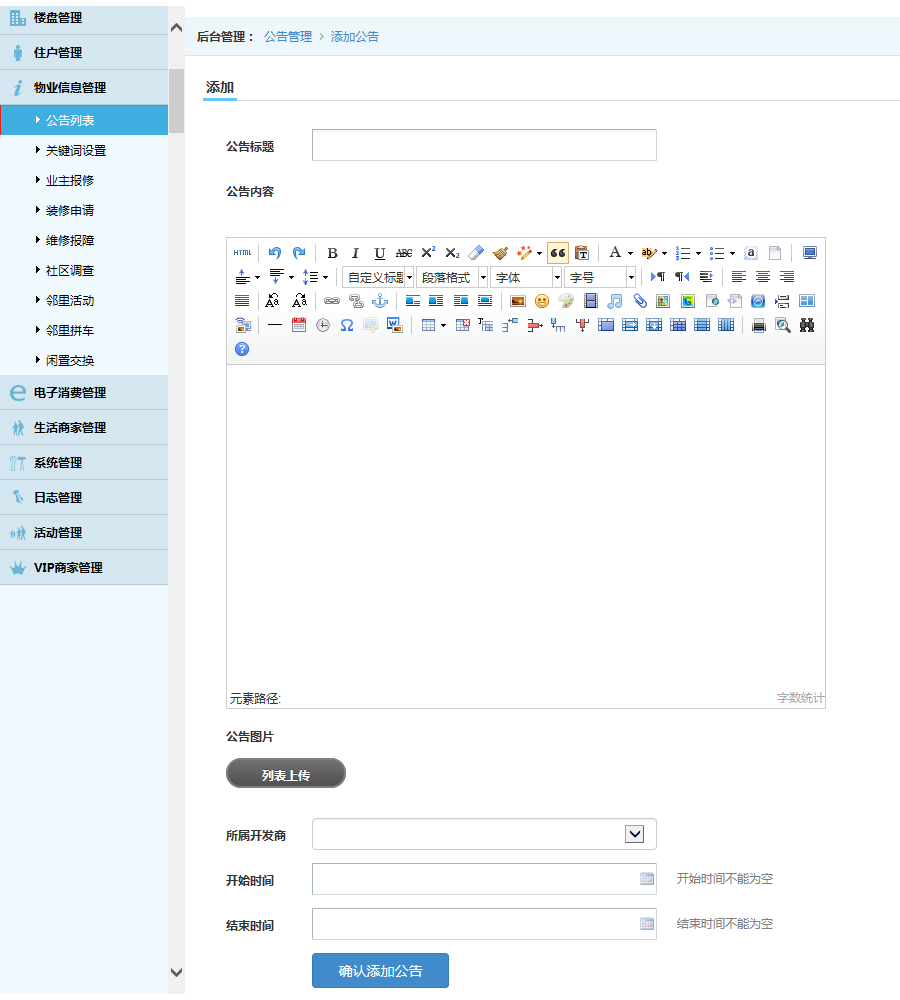 楼盘管理
住户管理
物业信息管理
公告列表
关键词设置
业主报修
装修申请
维修报障
社区调查
邻里活动
邻里拼车
闲置交换
电子消费管理
生活商家管理
系统管理
日志管理
活动管理
VIP商家管理
后台管理： 公告管理 > 添加公告
添加
公告标题
公告内容
HTML B I U ABC X² X₂ A ab a
自定义标题 段落格式 字体 字号
元素路径: 字数统计
公告图片
列表上传
所属开发商
开始时间 开始时间不能为空
结束时间 结束时间不能为空
确认添加公告